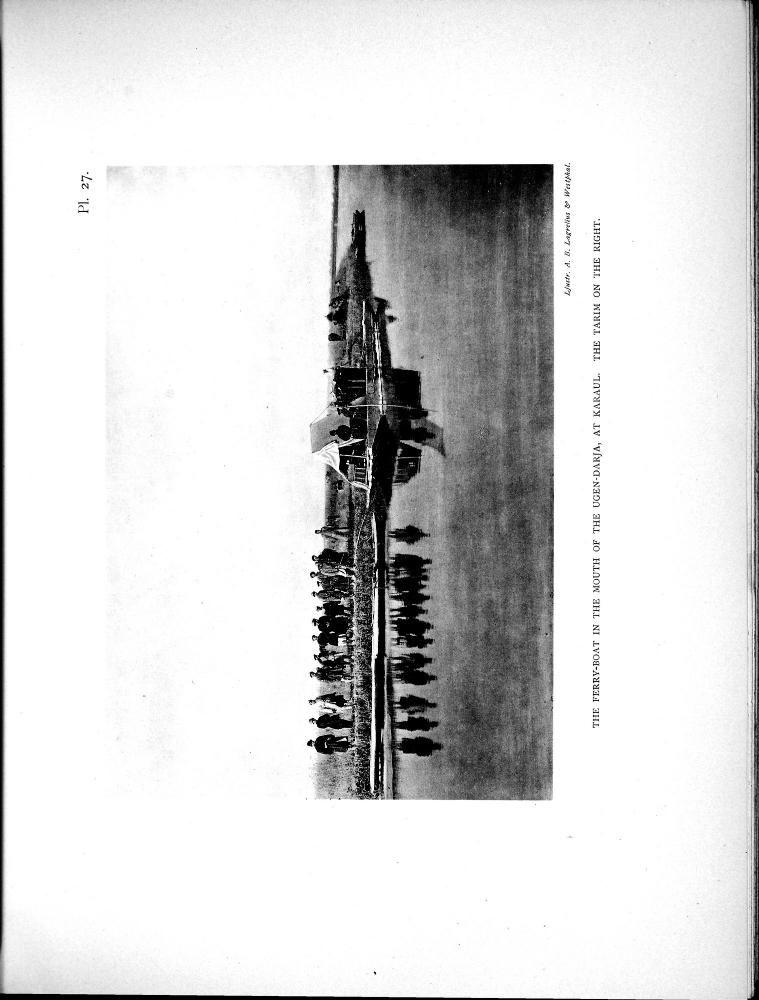 Pl. 27.
Ljustr. A. B. Lagrelius & Westphal.
THE FERRY-BOAT IN THE MOUTH OF THE UGEN-DARJA, AT KARAUL. THE TARIM ON THE RIGHT.